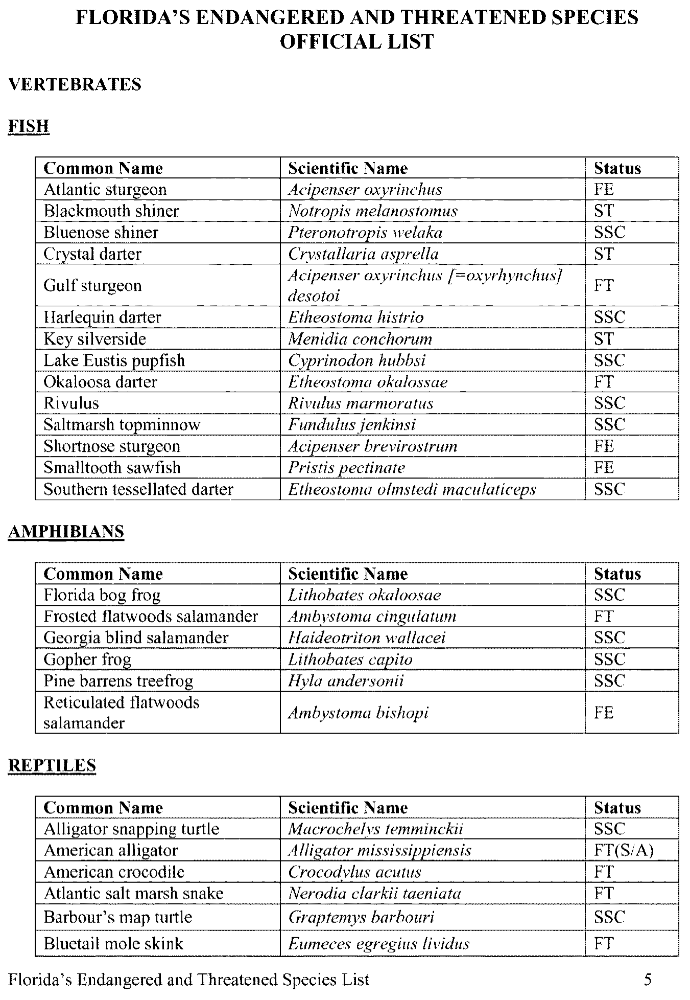 FLORIDA'S ENDANGERED AND THREATENED SPECIES
OFFICIAL LIST
VERTEBRATES
FISH
Common Name Scientific Name Status
Atlantic sturgeon Acipenser oxyrinchus FE
Blackmouth shiner Notropis melanostomus ST
Bluenose shiner Pteronotropis welaka SSC
Crystal darter Crystallaria asprella ST
Gulf sturgeon Acipenser oxyrinchus [=oxyrhynchus] desotoi FT
Harlequin darter Etheostoma histrio SSC
Key silverside Menidia conchorum ST
Lake Eustis pupfish Cyprinodon hubbsi SSC
Okaloosa darter Etheostoma okalossae FT
Rivulus Rivulus marmoratus SSC
Saltmarsh topminnow Fundulus jenkinsi SSC
Shortnose sturgeon Acipenser brevirostrum FE
Smalltooth sawfish Pristis pectinate FE
Southern tessellated darter Etheostoma olmstedi maculaticeps SSC
AMPHIBIANS
Common Name Scientific Name Status
Florida bog frog Lithobates okaloosae SSC
Frosted flatwoods salamander Ambystoma cingulatum FT
Georgia blind salamander Haideotriton wallacei SSC
Gopher frog Lithobates capito SSC
Pine barrens treefrog Hyla andersonii SSC
Reticulated flatwoods salamander Ambystoma bishopi FE
REPTILES
Common Name Scientific Name Status
Alligator snapping turtle Macrochelys temminckii SSC
American alligator Alligator mississippiensis FT(S/A)
American crocodile Crocodylus acutus FT
Atlantic salt marsh snake Nerodia clarkii taeniata FT
Barbour's map turtle Graptemys barbouri SSC
Bluetail mole skink Eumeces egregius lividus FT
Florida's Endangered and Threatened Species List 5